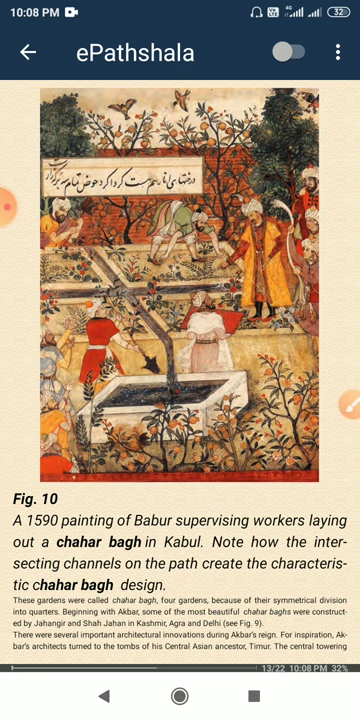 10:08 PM
4G
32
ePathshala
Fig. 10
A 1590 painting of Babur supervising workers laying
out a chahar bagh in Kabul. Note how the inter-
secting channels on the path create the characteris-
tic chahar bagh design.
These gardens were called chahar bagh, four gardens, because of their symmetrical division
into quarters. Beginning with Akbar, some of the most beautiful chahar baghs were construct-
ed by Jahangir and Shah Jahan in Kashmir, Agra and Delhi (see Fig. 9).
There were several important architectural innovations during Akbar's reign. For inspiration, Ak-
bar's architects turned to the tombs of his Central Asian ancestor, Timur. The central towering
13/22 10:08 PM 32%